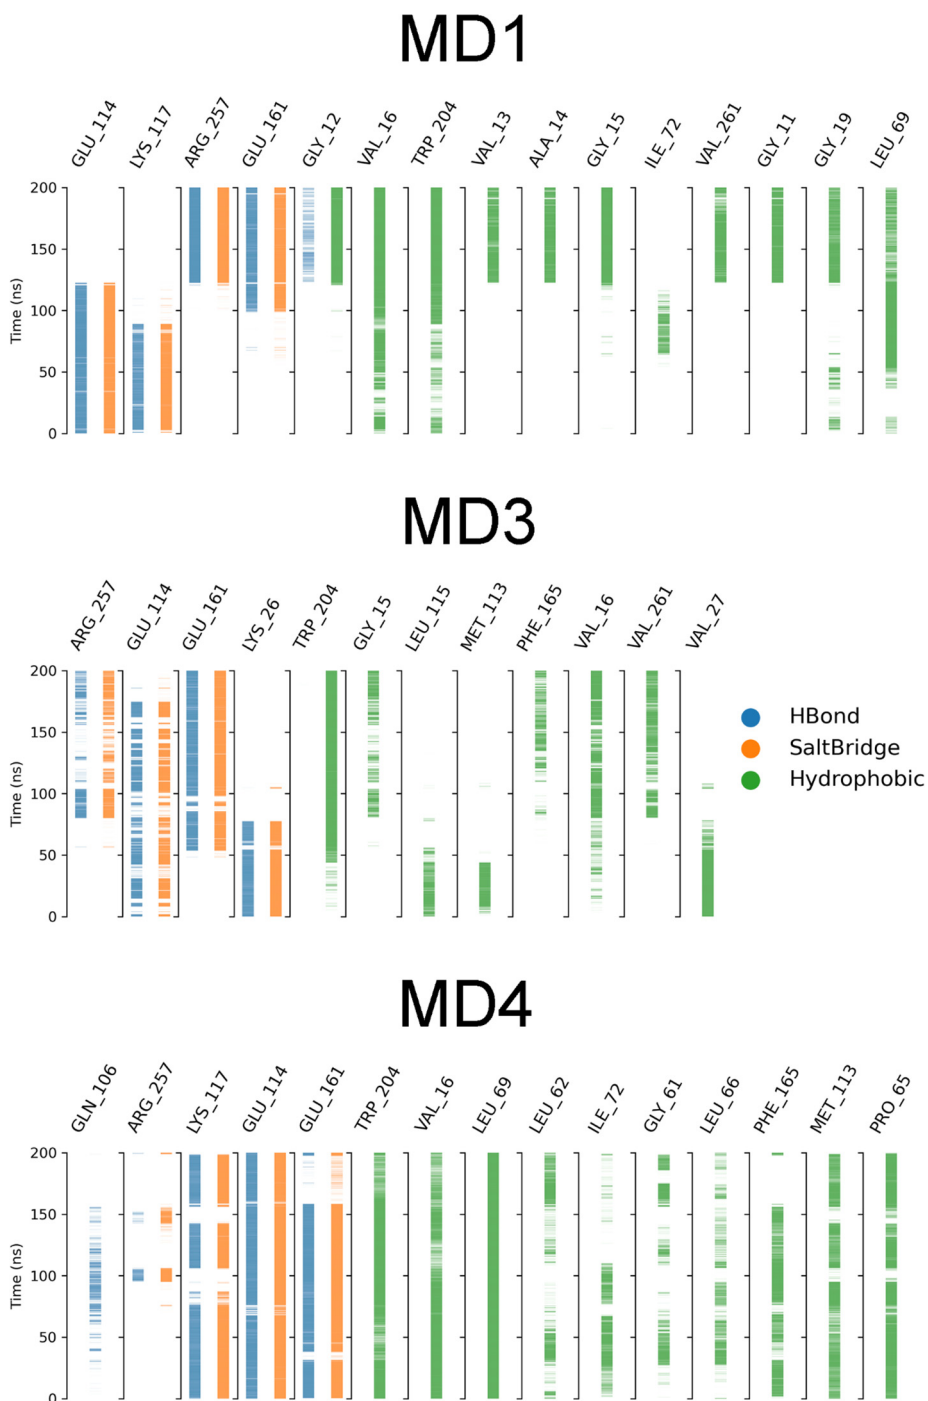 MD1
GLU_114 LYS_117 ARG_257 GLU_161 GLY_12 VAL_16 TRP_204 VAL_13 ALA_14 GLY_15 ILE_72 VAL_261 GLY_11 GLY_19 LEU_69
200
150
100
50
0
Time (ns)
MD3
ARG_257 GLU_114 GLU_161 LYS_26 TRP_204 GLY_15 LEU_115 MET_113 PHE_165 VAL_16 VAL_261 VAL_27
200
150
100
50
0
Time (ns)
HBond
SaltBridge
Hydrophobic
MD4
GLN_106 ARG_257 LYS_117 GLU_114 GLU_161 TRP_204 VAL_16 LEU_69 LEU_62 ILE_72 GLY_61 LEU_66 PHE_165 MET_113 PRO_65
200
150
100
50
0
Time (ns)